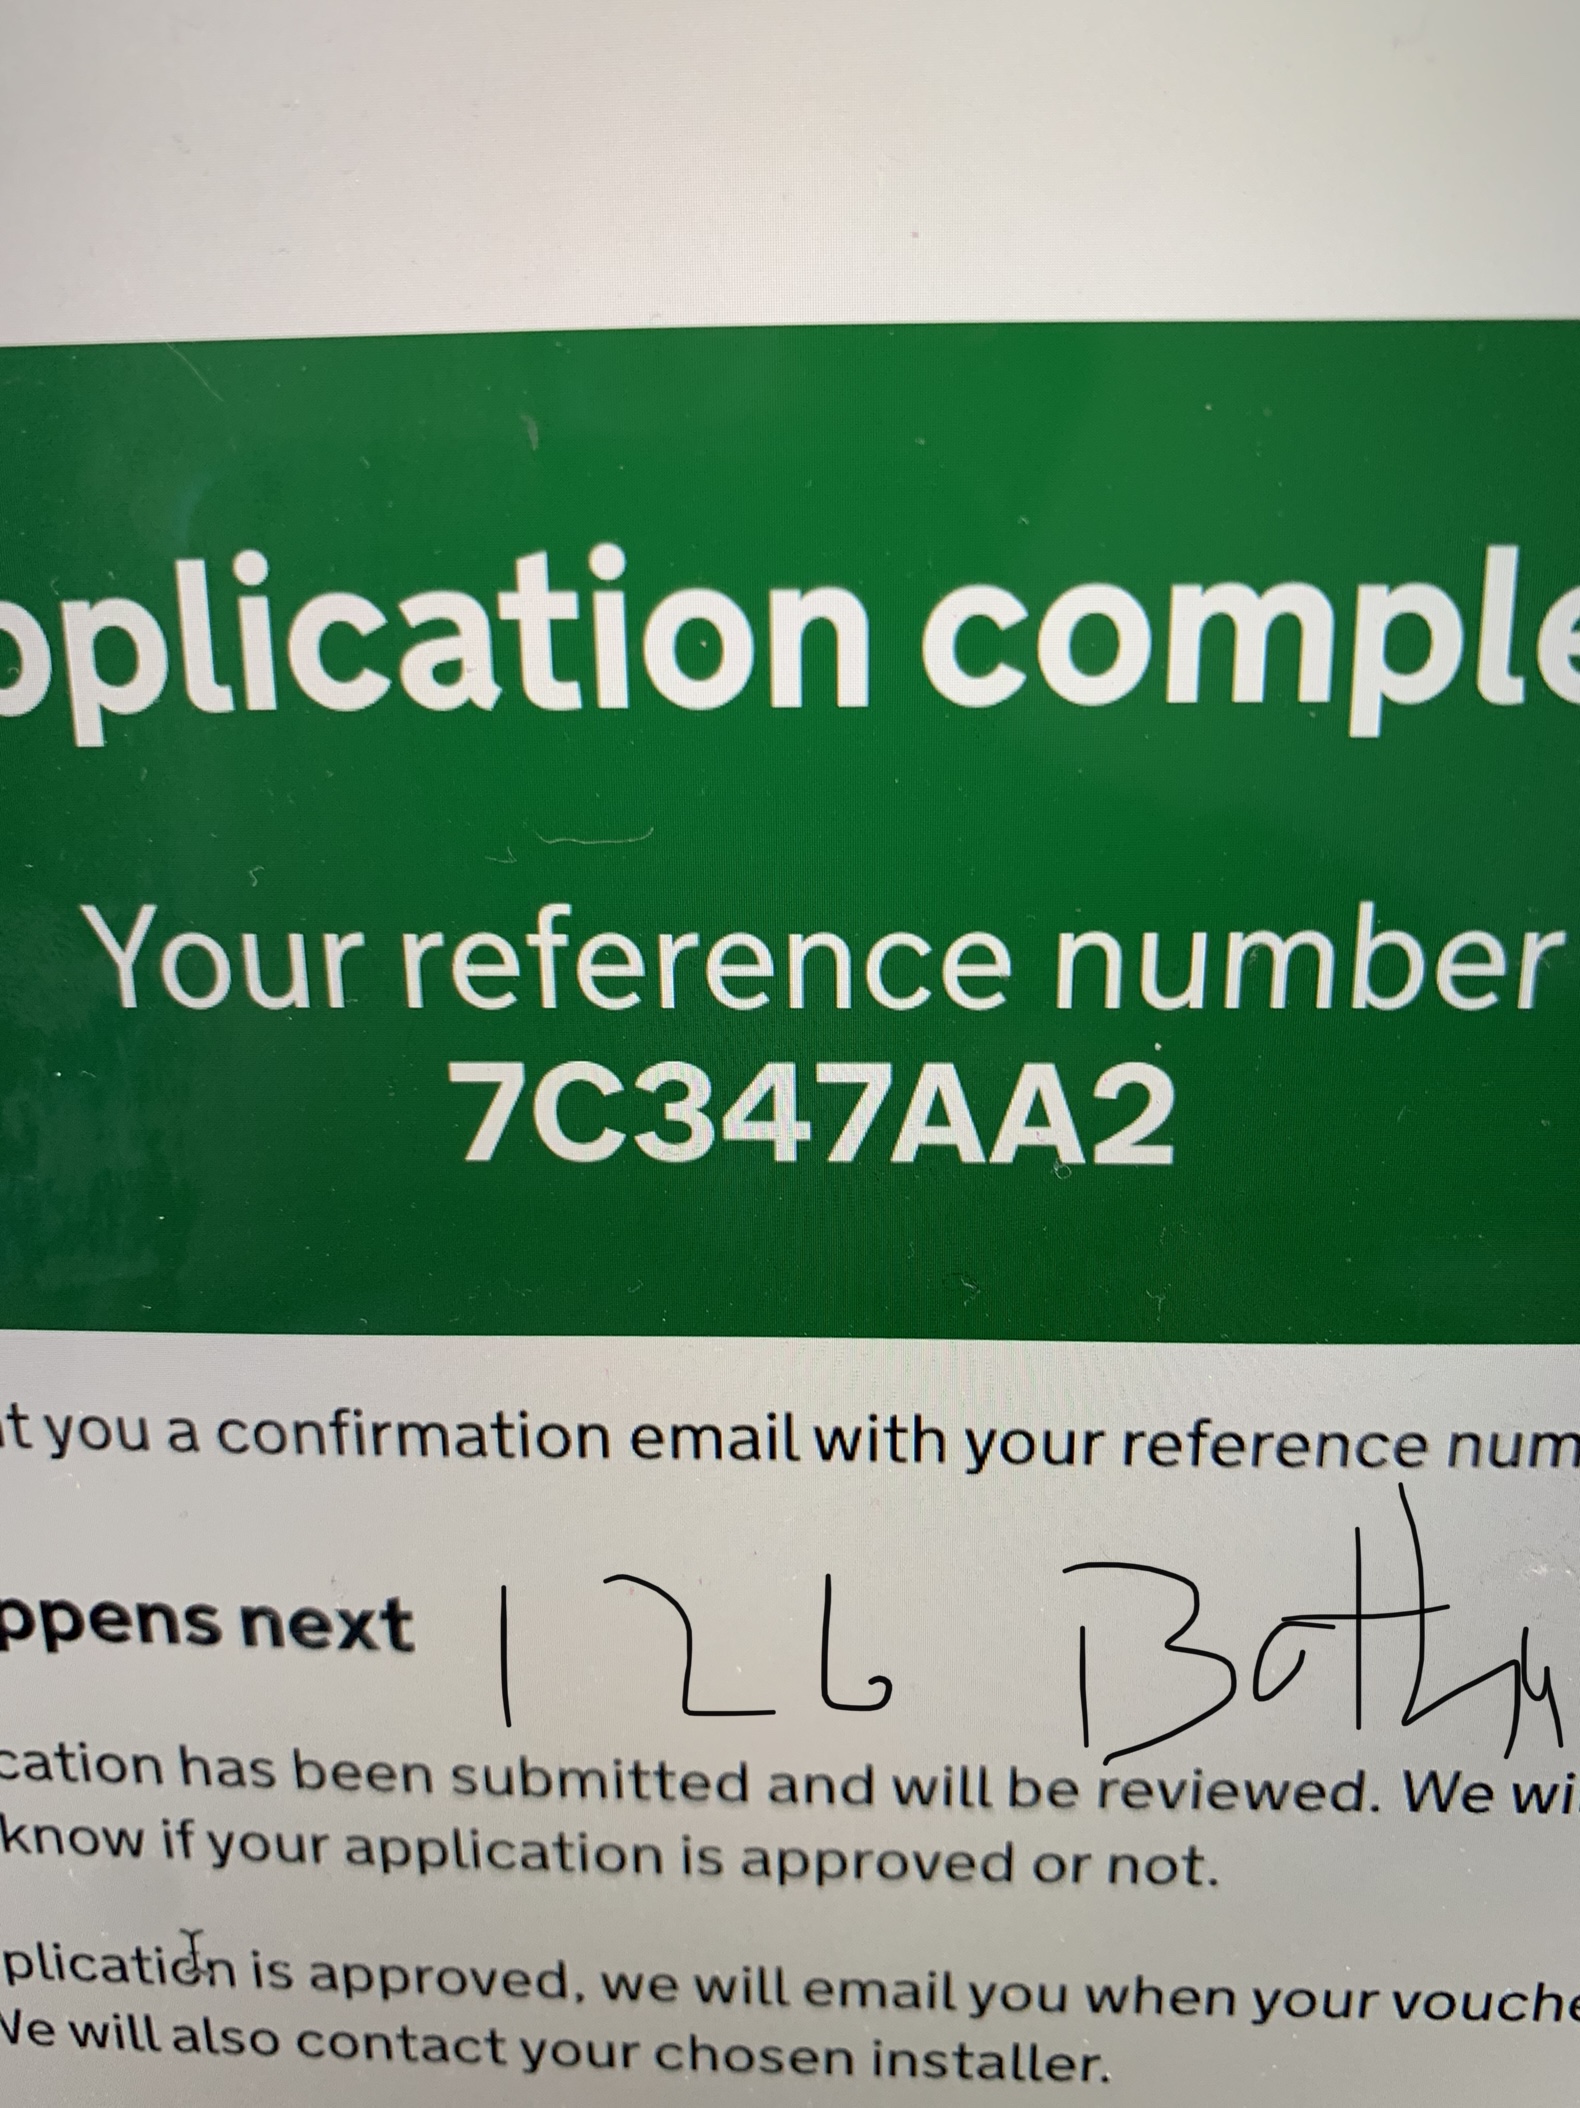 pplication comple
Your reference number
7C347AA2
t you a confirmation email with your reference num
ppens next 126
cation has been submitted and will be reviewed. We wi
know if your application is approved or not.
plication is approved, we will email you when your vouche
We will also contact your chosen installer.